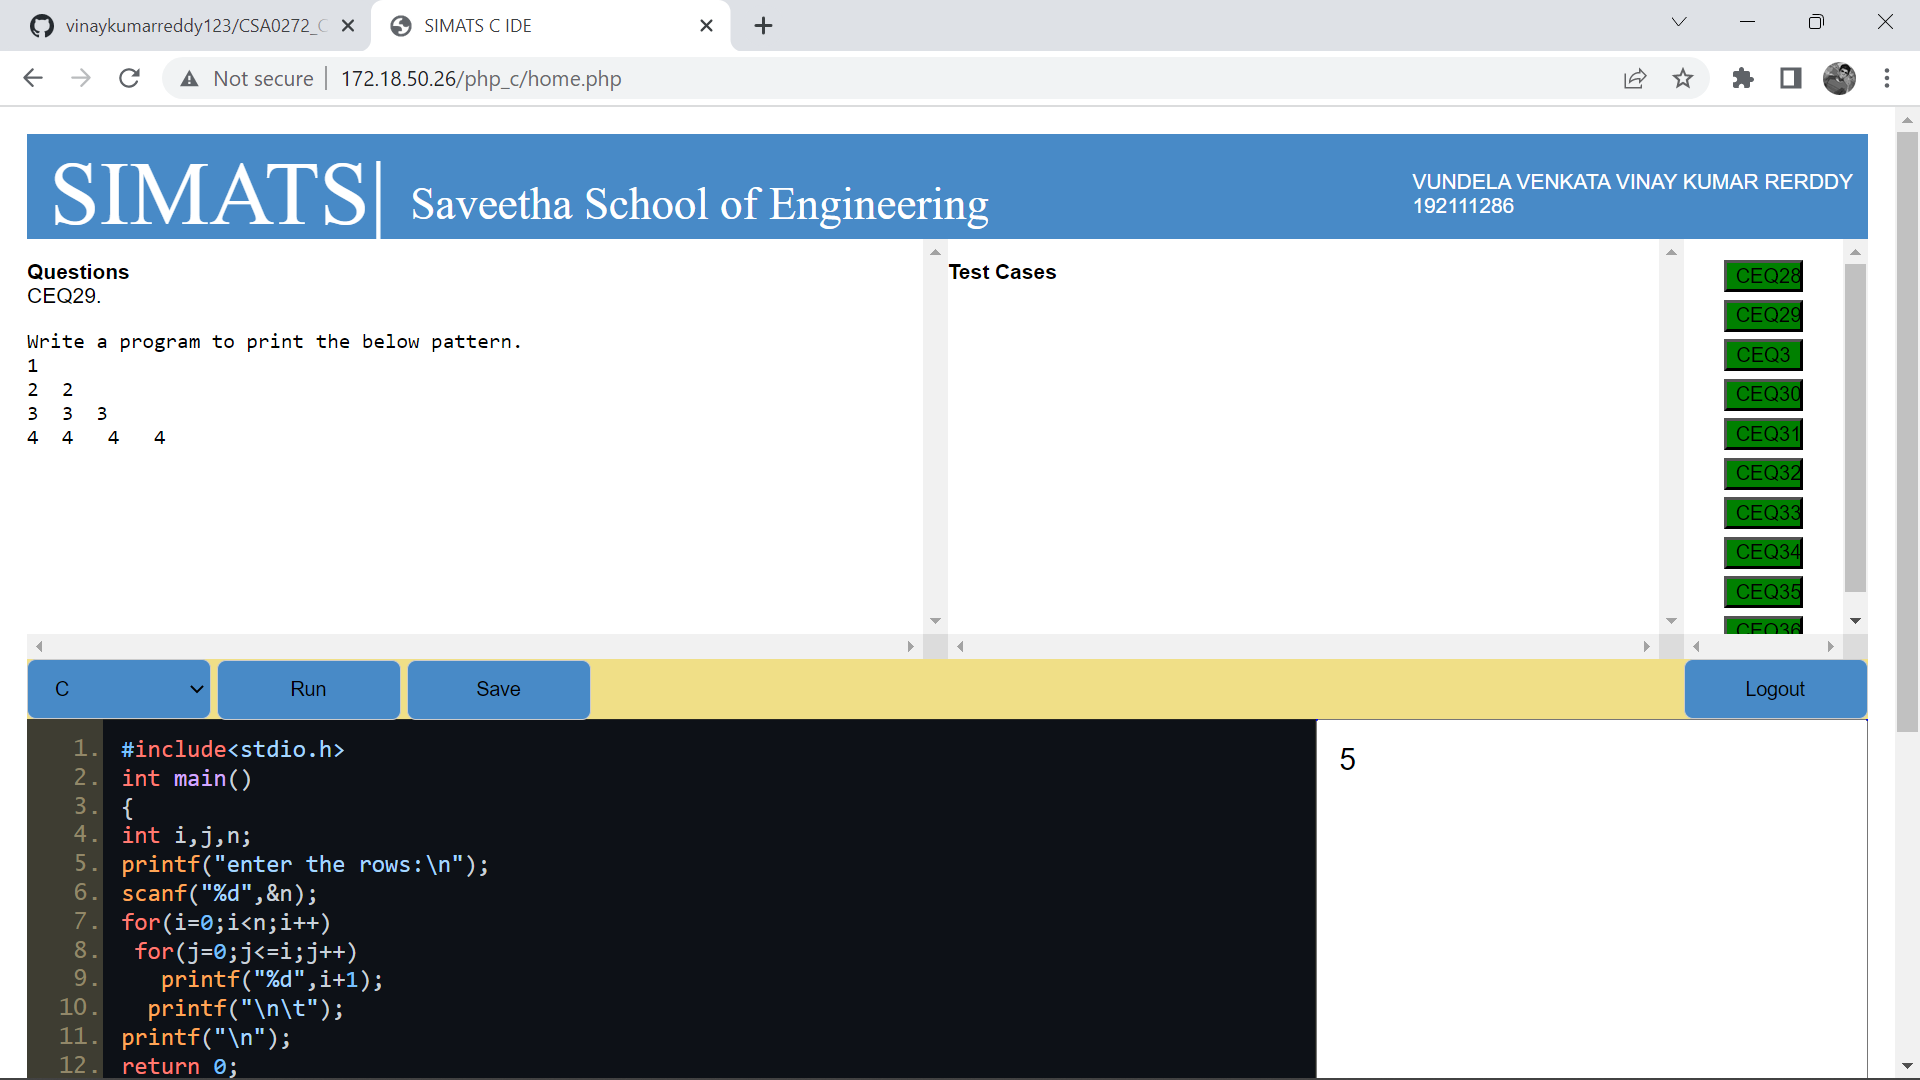 vinaykumarreddy123/CSA0272_C
SIMATS C IDE
Not secure
172.18.50.26/php_c/home.php
SIMATS|
Saveetha School of Engineering
VUNDELA VENKATA VINAY KUMAR RERDDY
192111286
Questions
CEQ29.
Write a program to print the below pattern.
1
2  2
3  3  3
4  4   4   4
Test Cases
CEQ28
CEQ29
CEQ3
CEQ30
CEQ31
CEQ32
CEQ33
CEQ34
CEQ35
CEQ36
C
Run
Save
Logout
1. #include<stdio.h>
2. int main()
3. {
4. int i,j,n;
5. printf("enter the rows:\n");
6. scanf("%d",&n);
7. for(i=0;i<n;i++)
8.  for(j=0;j<=i;j++)
9.    printf("%d",i+1);
10.   printf("\n\t");
11. printf("\n");
12. return 0;
5